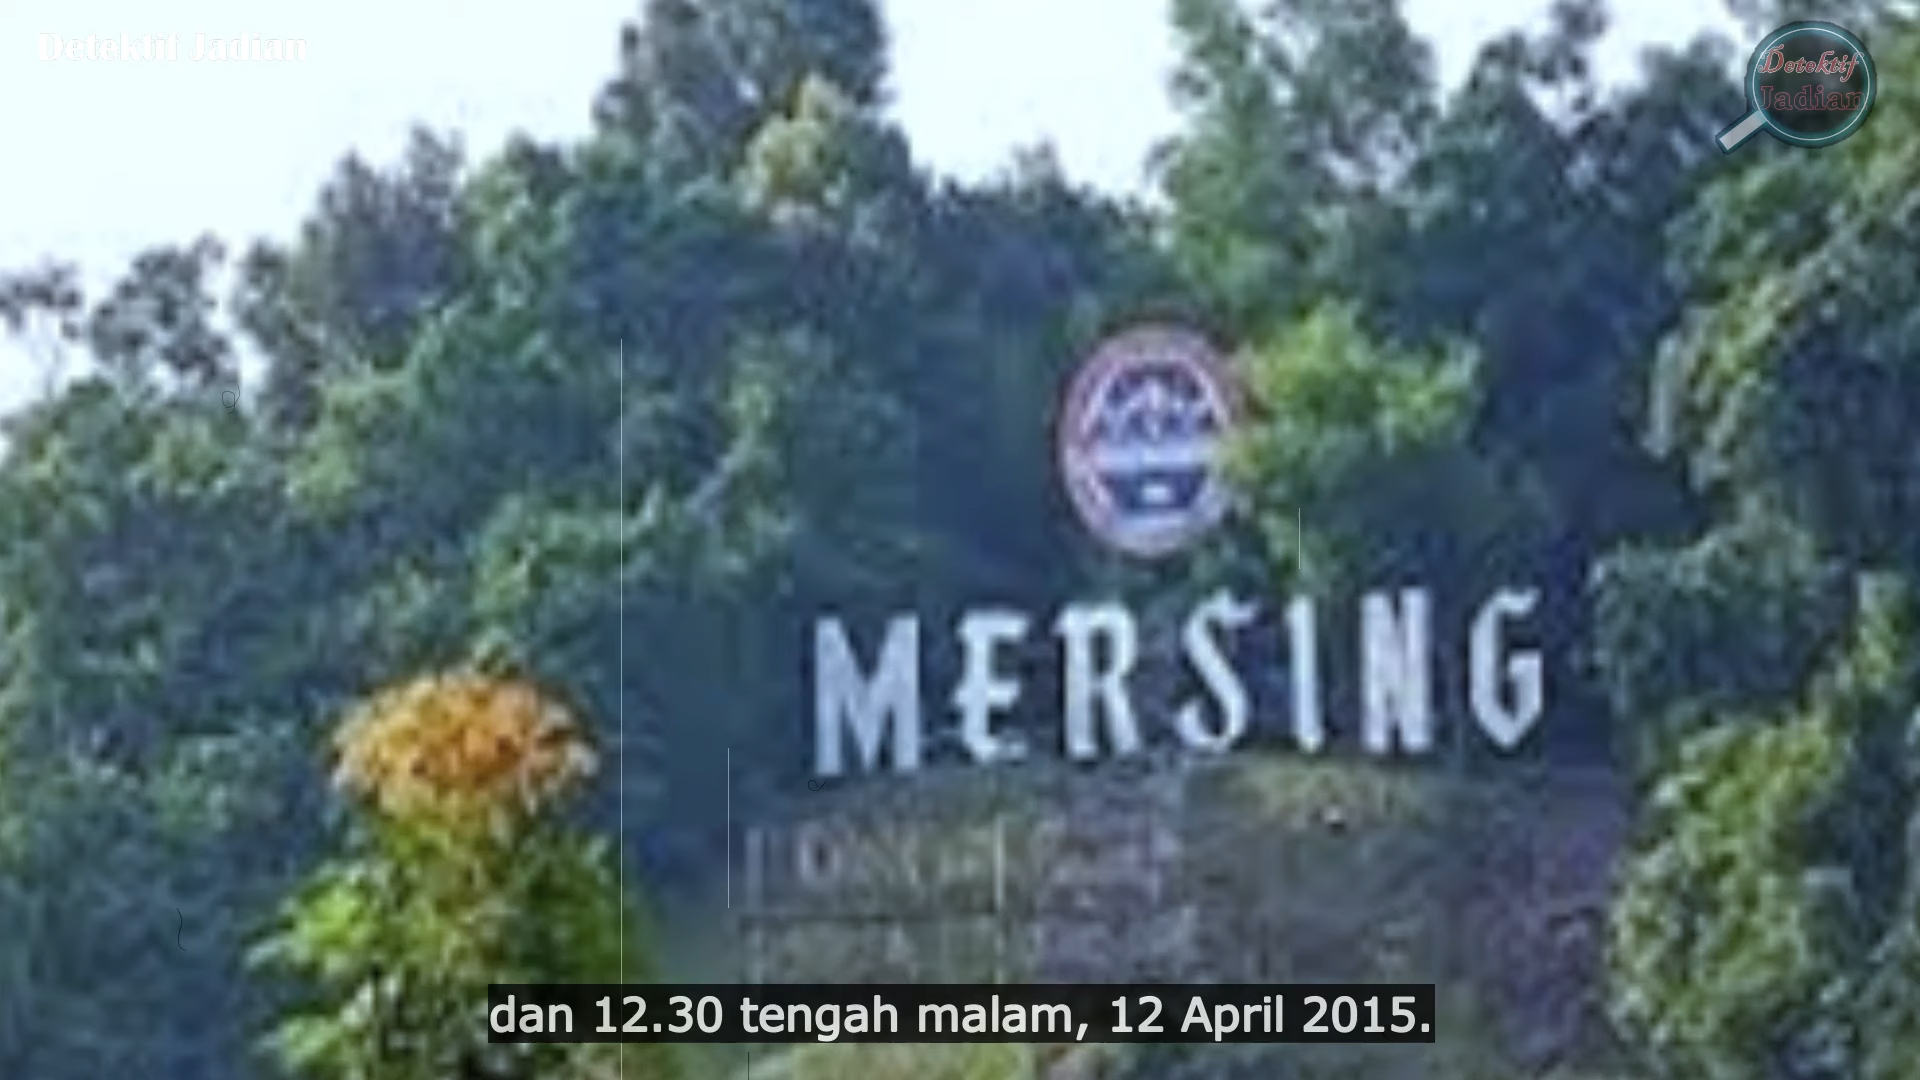 Detektif Jadian
Detektif
Jadian
MERSING
dan 12.30 tengah malam, 12 April 2015.